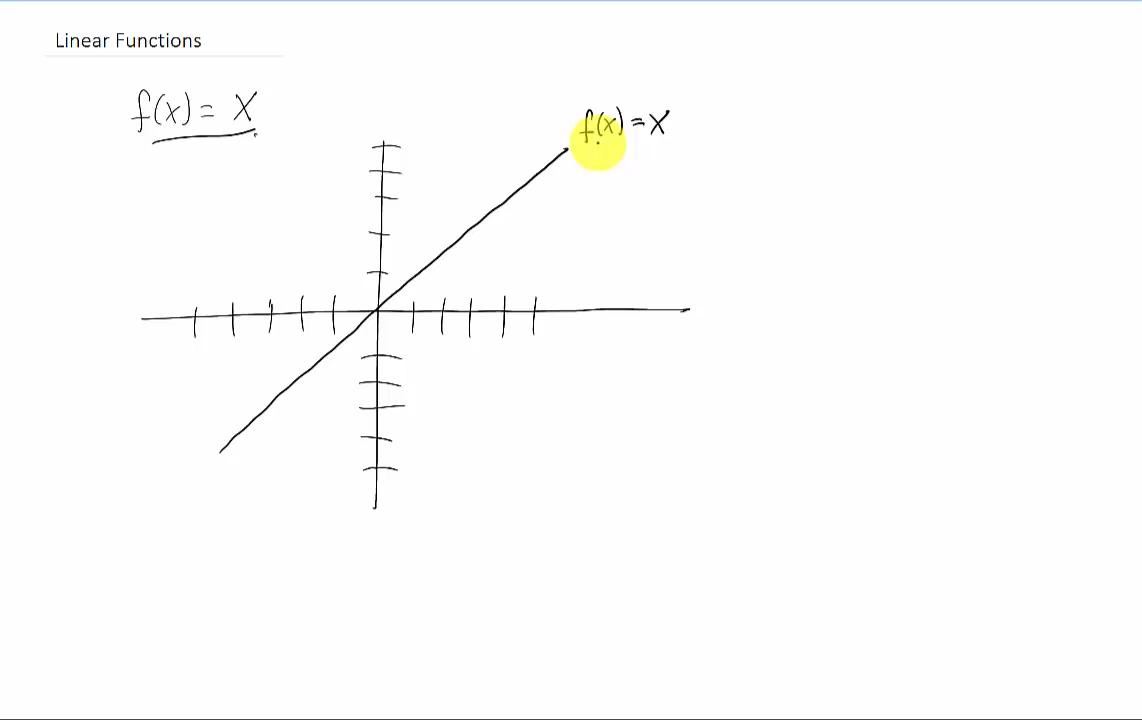 Linear Functions
f(x) = x
f(x) = x